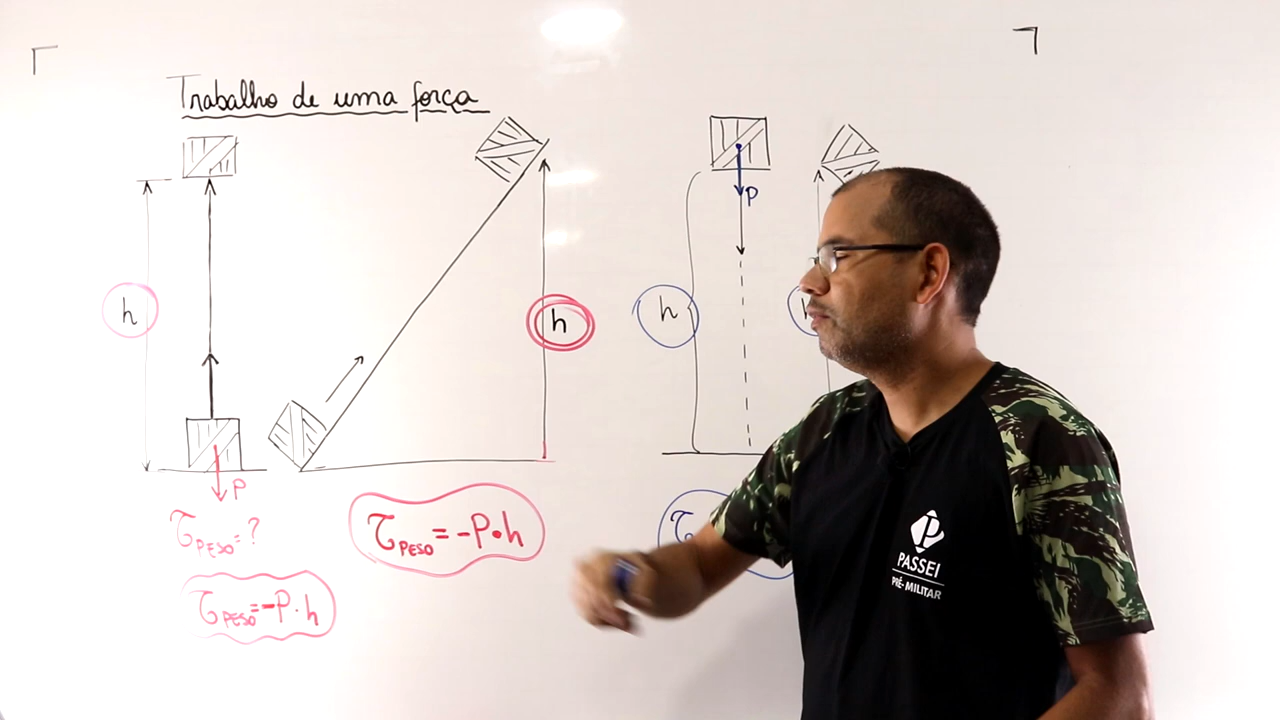 Trabalho de uma força
h
h
P
τPESO=?
τPESO=-P·h
τPESO=-P·h
P
h
τ
PASSEI
PRÉ-MILITAR